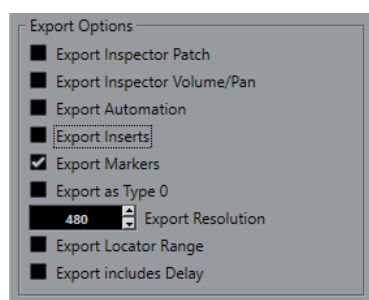 Export Options
Export Inspector Patch
Export Inspector Volume/Pan
Export Automation
Export Inserts
Export Markers
Export as Type 0
480 Export Resolution
Export Locator Range
Export includes Delay